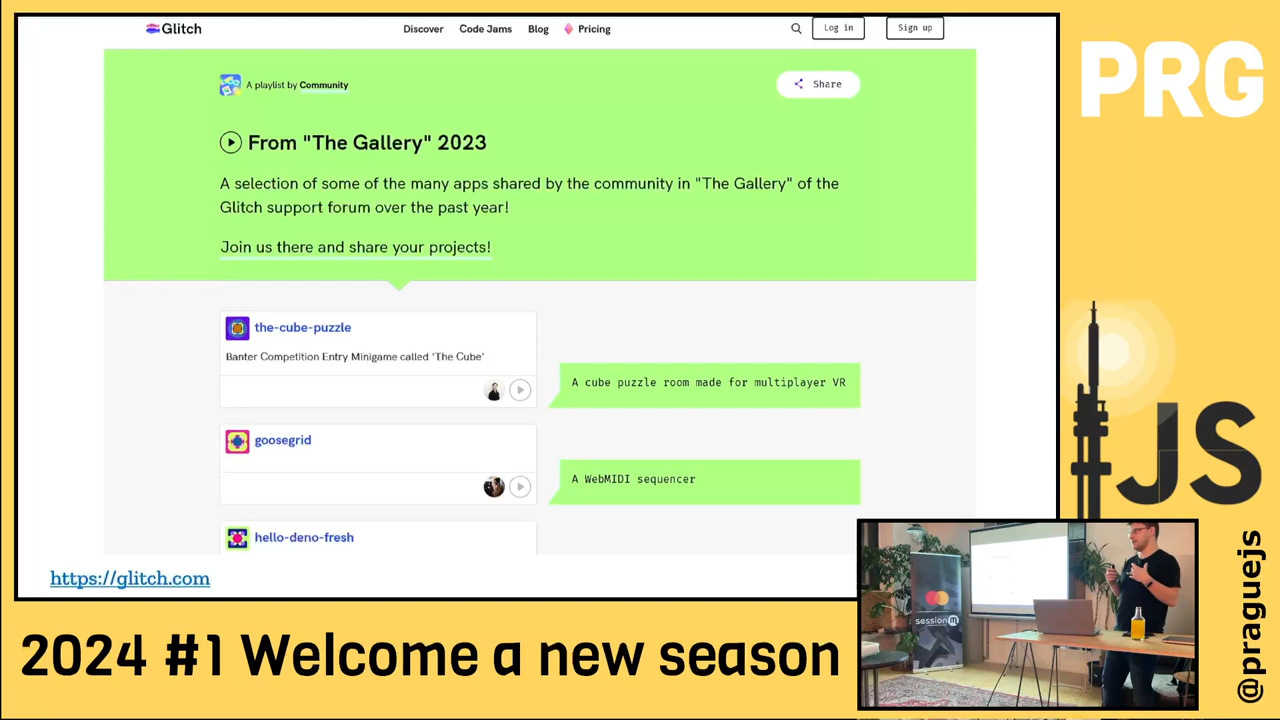 Glitch
Discover Code Jams Blog Pricing
Log in Sign up
A playlist by Community
Share
From "The Gallery" 2023
A selection of some of the many apps shared by the community in "The Gallery" of the
Glitch support forum over the past year!
Join us there and share your projects!
the-cube-puzzle
Banter Competition Entry Minigame called 'The Cube'
A cube puzzle room made for multiplayer VR
goosegrid
A WebMIDI sequencer
hello-deno-fresh
https://glitch.com
2024 #1 Welcome a new season
PRG
JS
@praguejs
session m